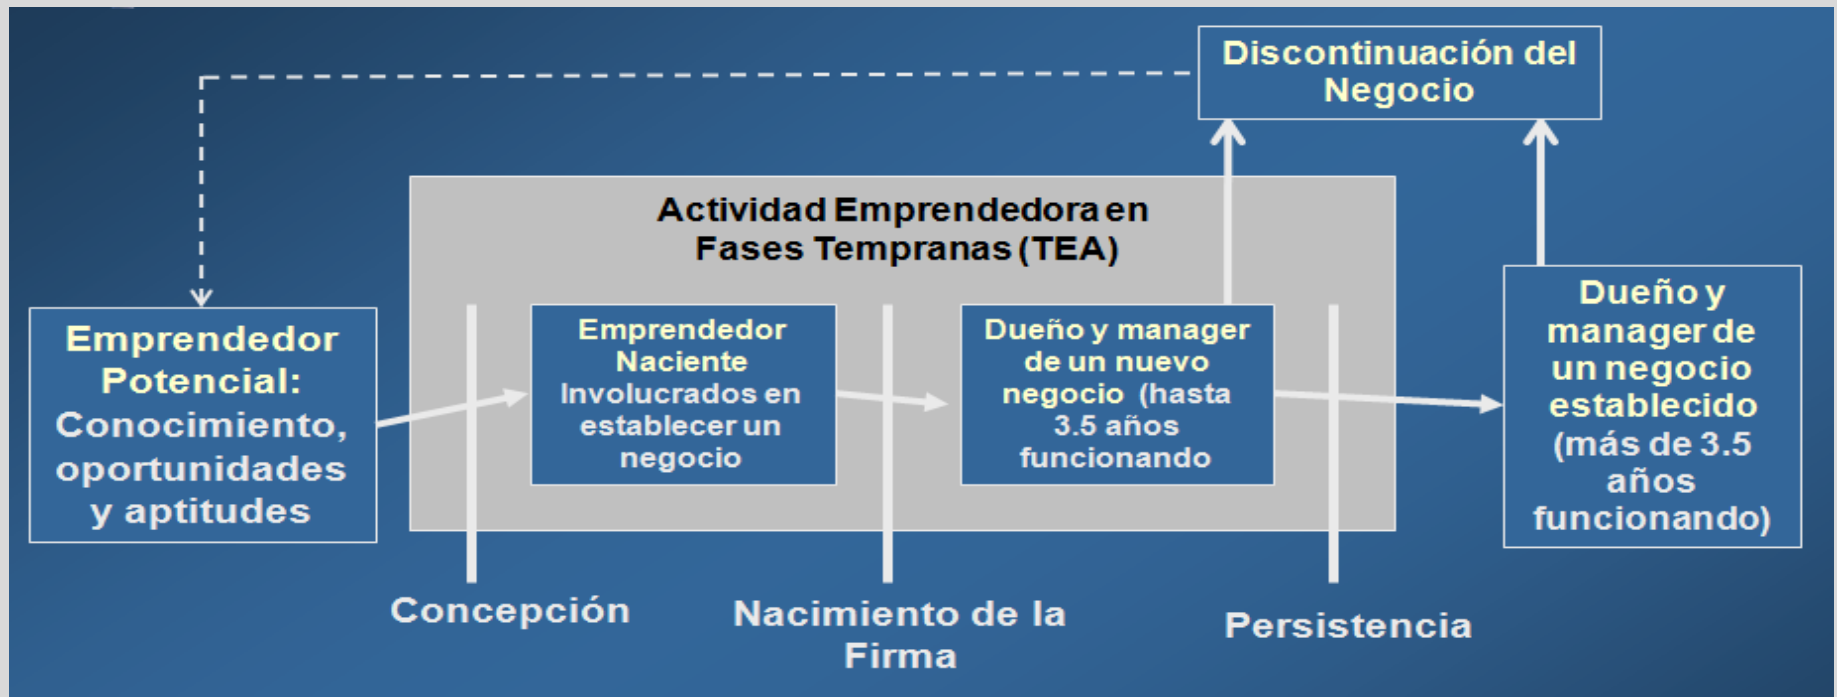 Discontinuación del
Negocio
Actividad Emprendedora en
Fases Tempranas (TEA)
Emprendedor
Potencial:
Conocimiento,
oportunidades
y aptitudes
Emprendedor
Naciente
Involucrados en
establecer un
negocio
Dueño y manager
de un nuevo
negocio (hasta
3.5 años
funcionando
Dueño y
manager de
un negocio
establecido
(más de 3.5
años
funcionando)
Concepción
Nacimiento de la
Firma
Persistencia